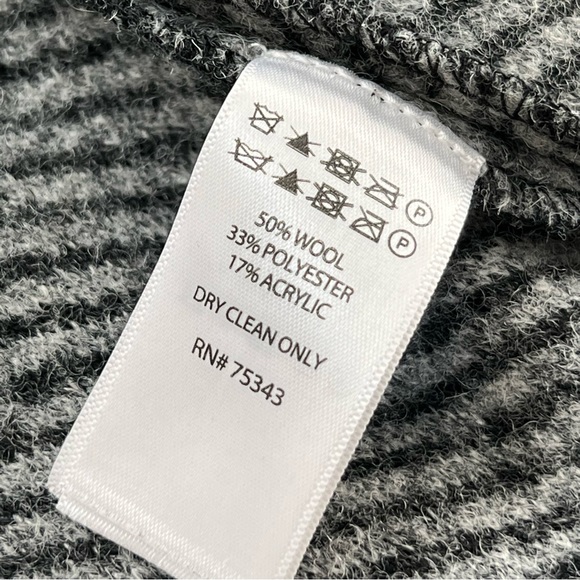 P
P
50% WOOL
33% POLYESTER
17% ACRYLIC
DRY CLEAN ONLY
RN# 75343